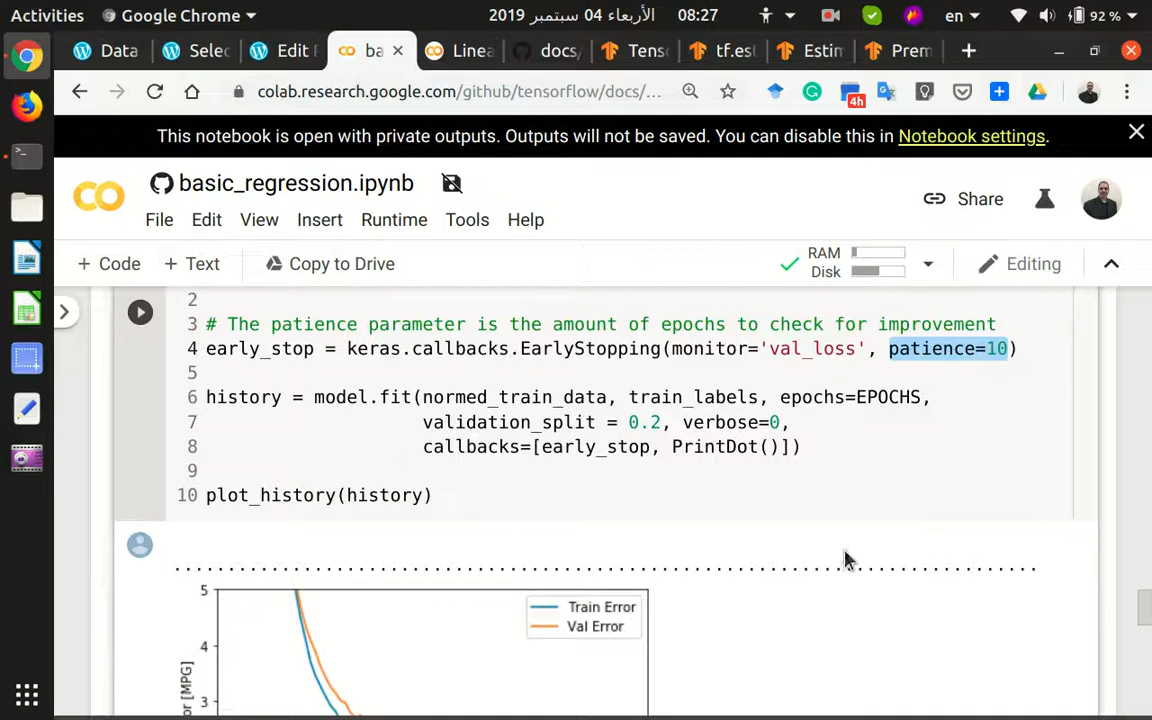 Activities
Google Chrome
الأربعاء 04 سبتمبر 2019
08:27
en
92 %
Data
Selec
Edit P
ba
Linea
docs/
Tens
tf.est
Estim
Prem
colab.research.google.com/github/tensorflow/docs/...
4h
This notebook is open with private outputs. Outputs will not be saved. You can disable this in Notebook settings.
basic_regression.ipynb
Share
File Edit View Insert Runtime Tools Help
+ Code + Text Copy to Drive
RAM
Disk
Editing
2
3 # The patience parameter is the amount of epochs to check for improvement
4 early_stop = keras.callbacks.EarlyStopping(monitor='val_loss', patience=10)
5
6 history = model.fit(normed_train_data, train_labels, epochs=EPOCHS,
7 validation_split = 0.2, verbose=0,
8 callbacks=[early_stop, PrintDot()])
9
10 plot_history(history)
................................................................................
5
Train Error
Val Error
4
3
[MPG]